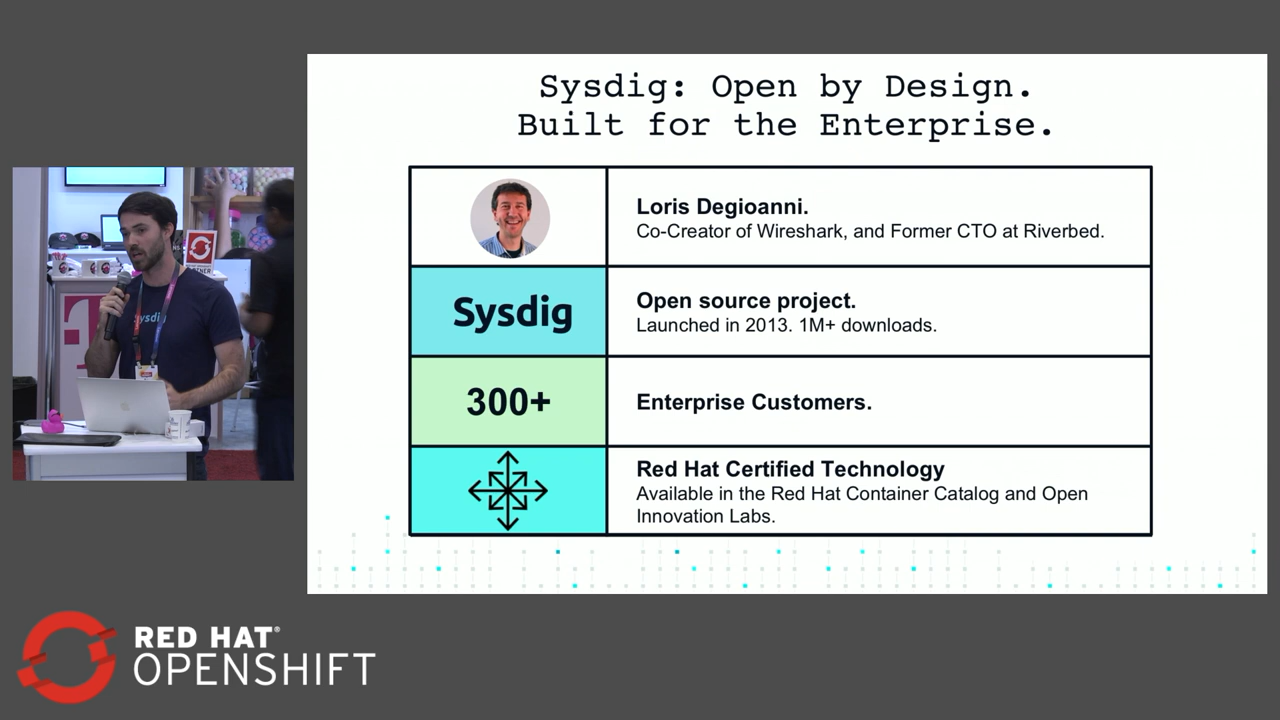 Sysdig: Open by Design.
Built for the Enterprise.
Loris Degioanni.
Co-Creator of Wireshark, and Former CTO at Riverbed.
Sysdig
Open source project.
Launched in 2013. 1M+ downloads.
300+
Enterprise Customers.
Red Hat Certified Technology
Available in the Red Hat Container Catalog and Open
Innovation Labs.
RED HAT®
OPENSHIFT